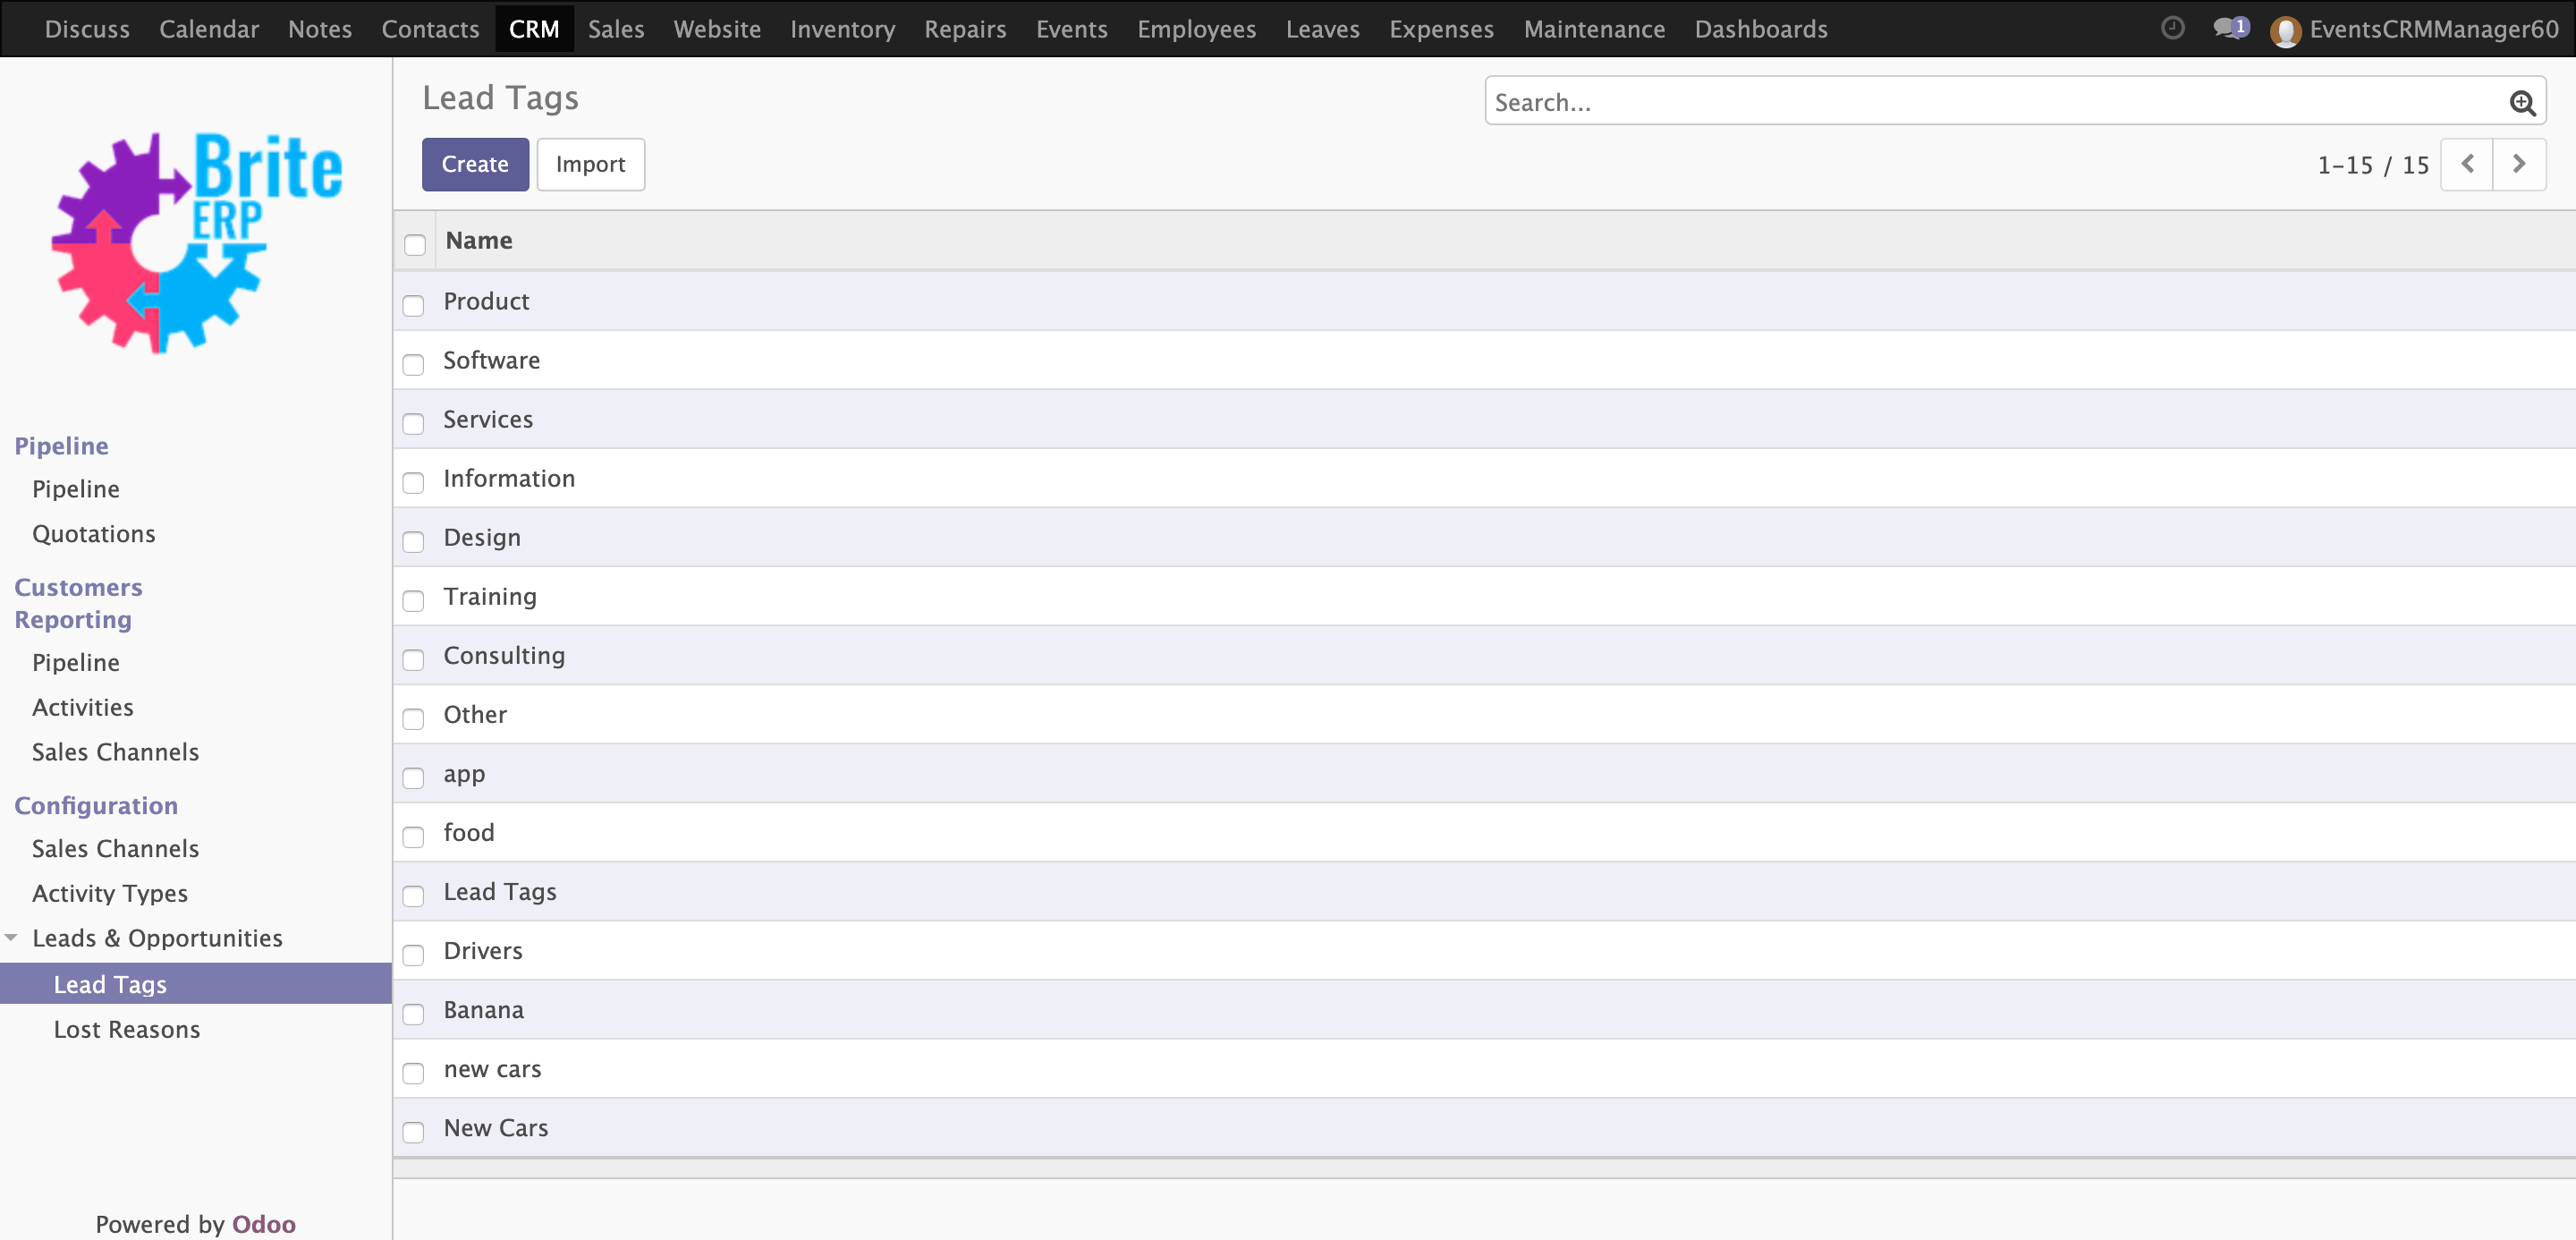 Discuss Calendar Notes Contacts CRM Sales Website Inventory Repairs Events Employees Leaves Expenses Maintenance Dashboards 1 EventsCRMManager60
Brite
ERP
Pipeline
Pipeline
Quotations
Customers
Reporting
Pipeline
Activities
Sales Channels
Configuration
Sales Channels
Activity Types
Leads & Opportunities
Lead Tags
Lost Reasons
Powered by Odoo
Lead Tags
Search...
Create Import
1-15 / 15
Name
Product
Software
Services
Information
Design
Training
Consulting
Other
app
food
Lead Tags
Drivers
Banana
new cars
New Cars